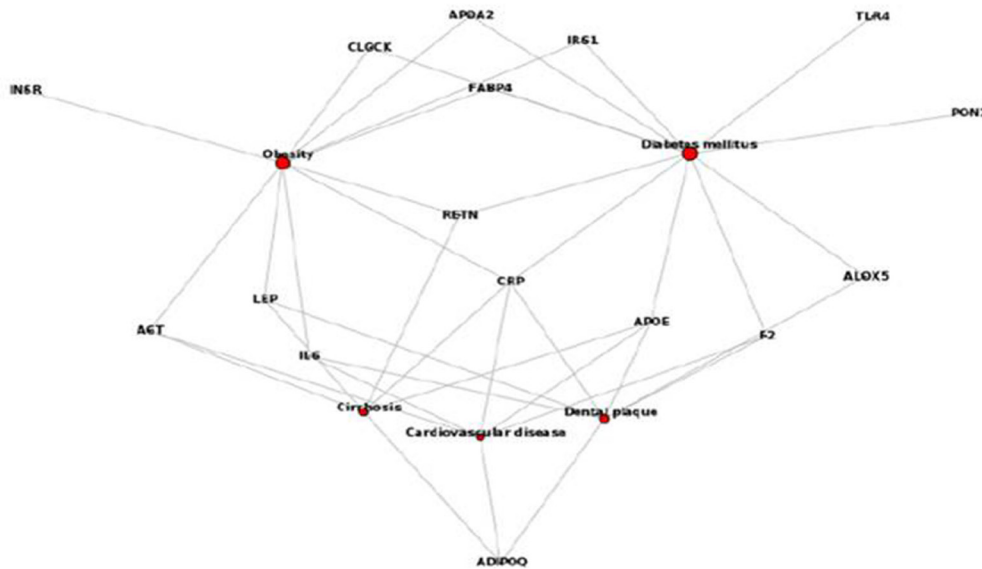 APOA2
TLR4
IRS1
CLOCK
FABP4
INSR
PON1
Diabetes mellitus
Obesity
RETN
ALOX5
CRP
LEP
APOE
AGT
F2
IL6
Cirrhosis
Dental plaque
Cardiovascular disease
ADIPOQ